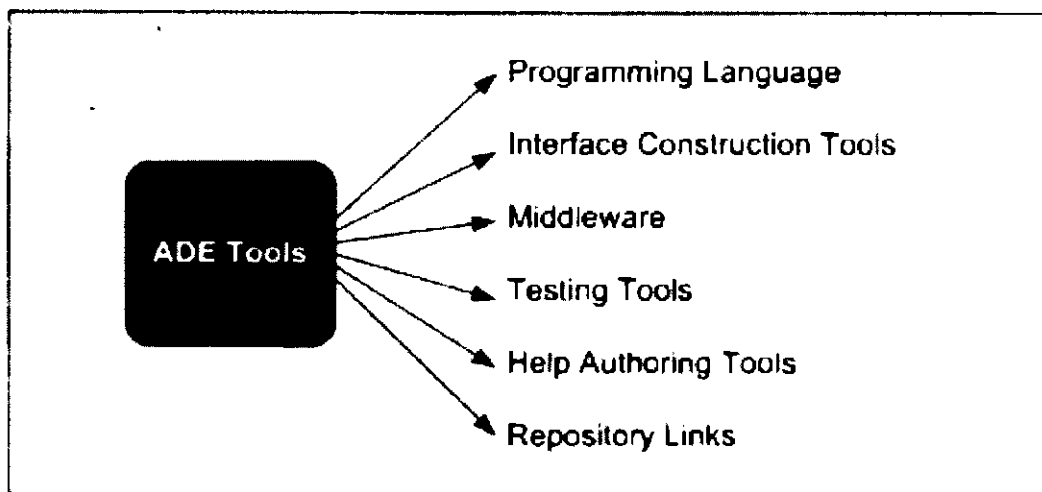 Programming Language
Interface Construction Tools
Middleware
ADE Tools
Testing Tools
Help Authoring Tools
Repository Links